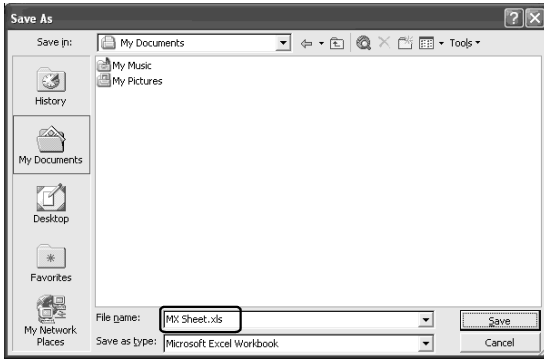 Save As
Save in:
My Documents
Tools
My Music
My Pictures
History
My Documents
Desktop
Favorites
My Network
Places
File name:
MX Sheet.xls
Save
Save as type:
Microsoft Excel Workbook
Cancel